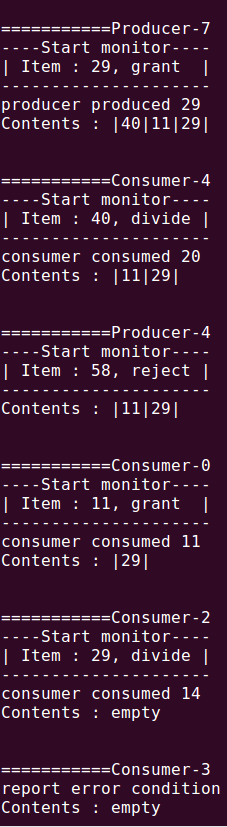 ===========Producer-7
----Start monitor----
| Item : 29, grant  |
---------------------
producer produced 29
Contents : |40|11|29|
===========Consumer-4
----Start monitor----
| Item : 40, divide |
---------------------
consumer consumed 20
Contents : |11|29|
===========Producer-4
----Start monitor----
| Item : 58, reject |
---------------------
Contents : |11|29|
===========Consumer-0
----Start monitor----
| Item : 11, grant  |
---------------------
consumer consumed 11
Contents : |29|
===========Consumer-2
----Start monitor----
| Item : 29, divide |
---------------------
consumer consumed 14
Contents : empty
===========Consumer-3
report error condition
Contents : empty